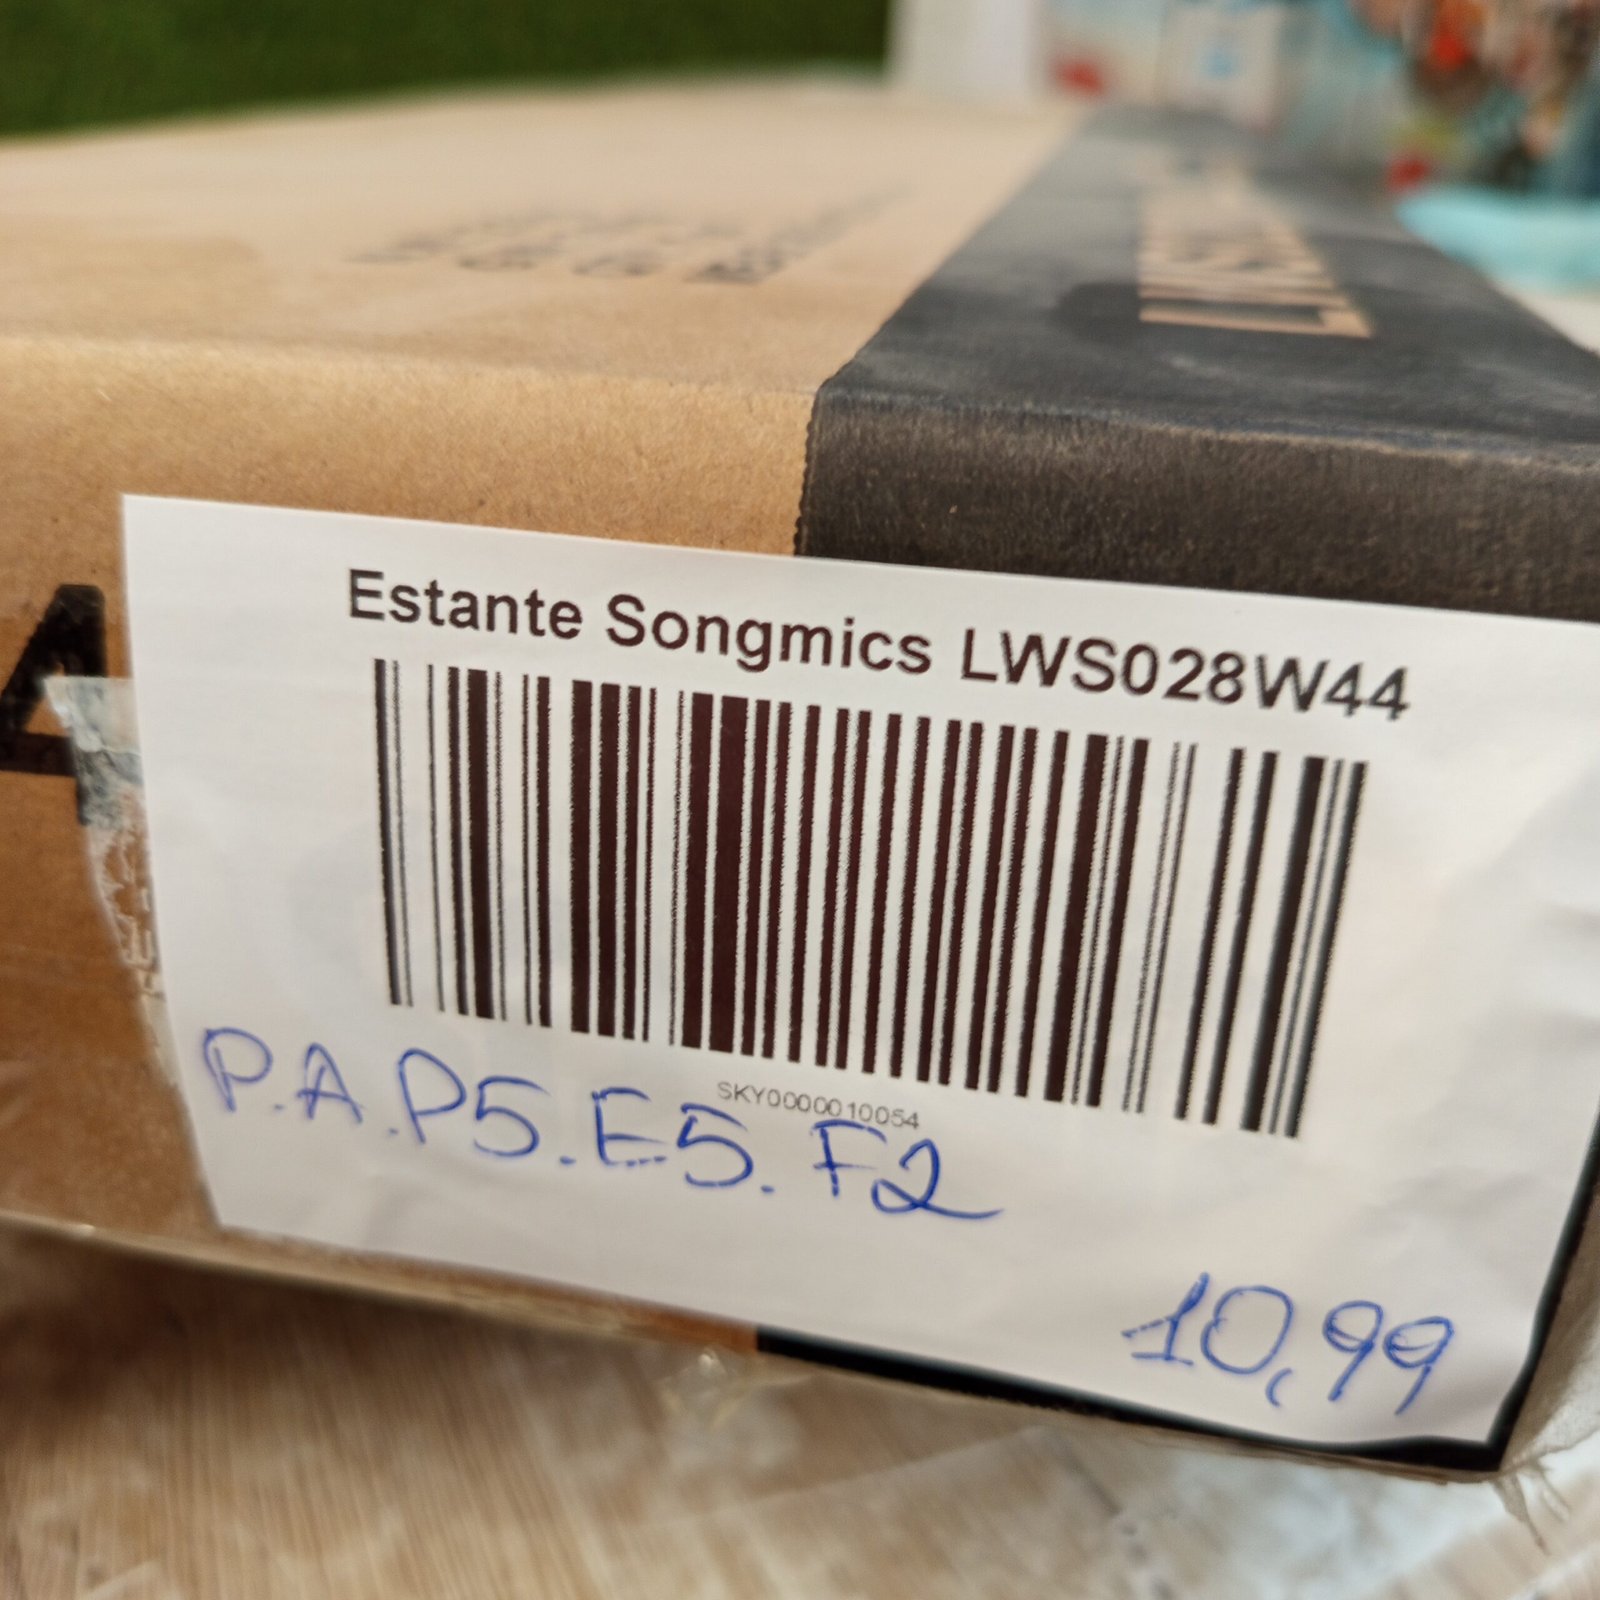 Estante Songmics LWS028W44
SKY0000010054
P.A.P5.E5.F2
10,99